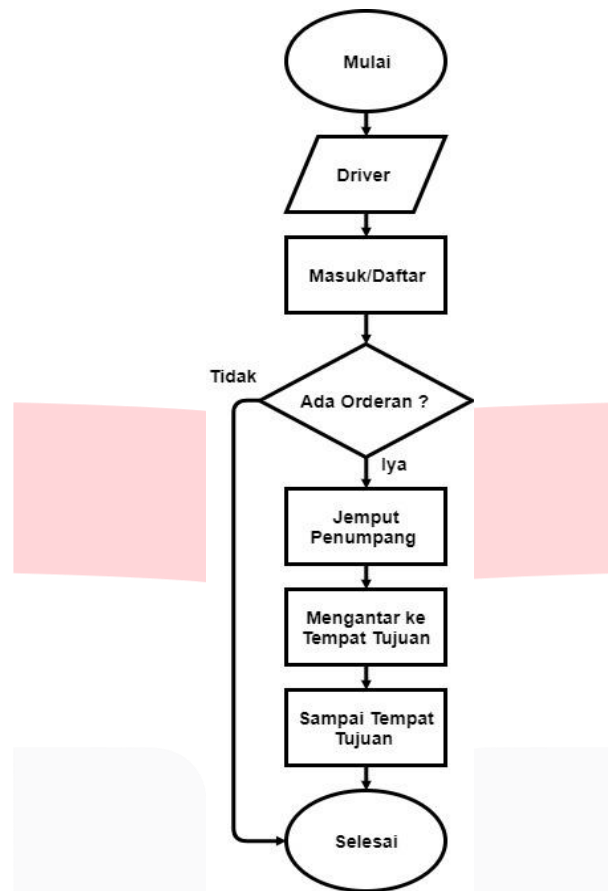 Mulai
Driver
Masuk/Daftar
Tidak
Ada Orderan ?
Iya
Jemput
Penumpang
Mengantar ke
Tempat Tujuan
Sampai Tempat
Tujuan
Selesai